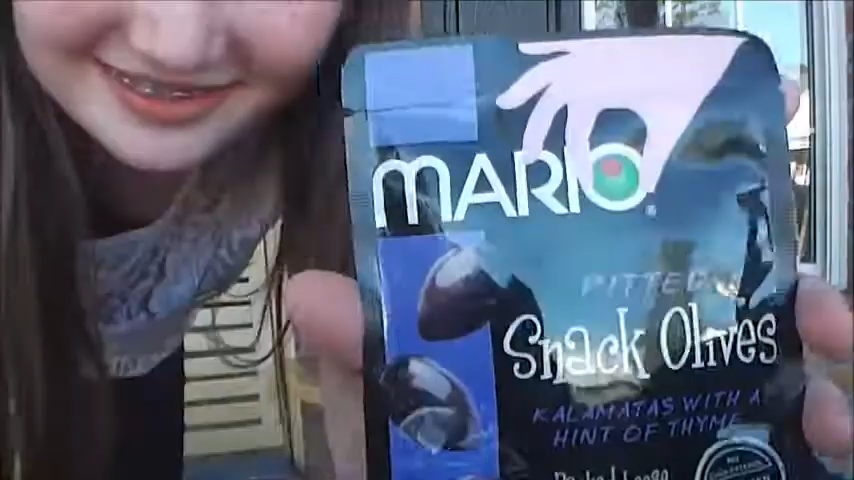 MARIO
PITTED
Snack Olives
KALAMATAS WITH A
HINT OF THYME